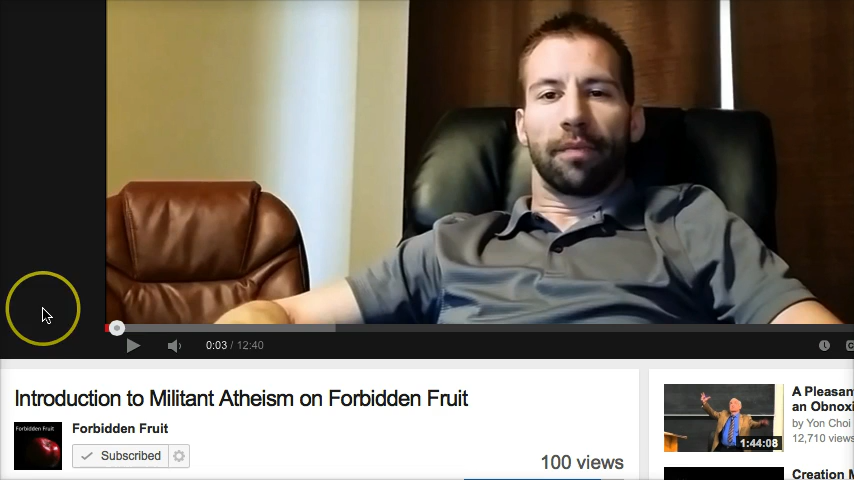 0:03 / 12:40
Introduction to Militant Atheism on Forbidden Fruit
Forbidden Fruit
Forbidden Fruit
Subscribed
100 views
1:44:08
A Pleasan
an Obnoxi
by Yon Choi
12,710 views
Creation M